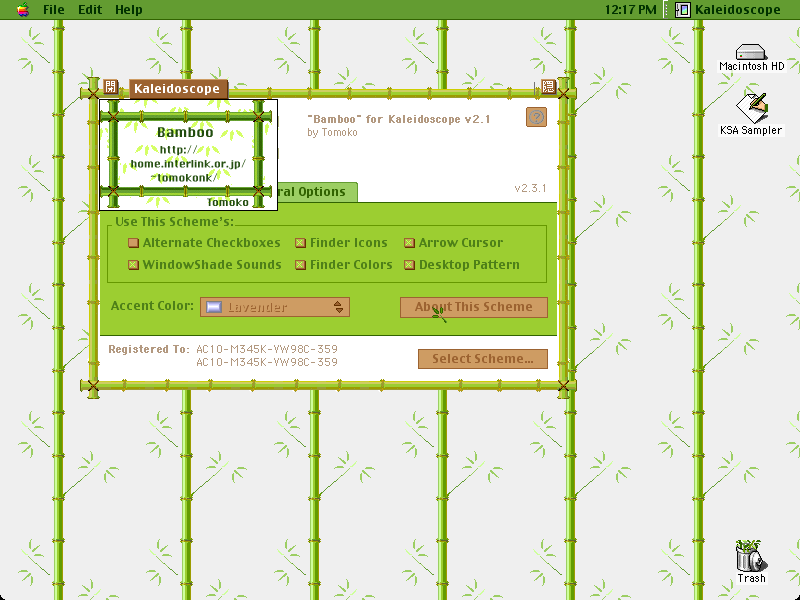 File Edit Help
12:17 PM Kaleidoscope
Macintosh HD
KSA Sampler
開 Kaleidoscope 隠
Bamboo
http://
home.interlink.or.jp/
~tomokonk/
Tomoko
"Bamboo" for Kaleidoscope v2.1
by Tomoko
ral Options
v2.3.1
Use This Scheme's:
Alternate Checkboxes Finder Icons Arrow Cursor
WindowShade Sounds Finder Colors Desktop Pattern
Accent Color: Lavender About This Scheme
Registered To: AC10-M345K-YW98C-359
AC10-M345K-YW98C-359
Select Scheme...
Trash